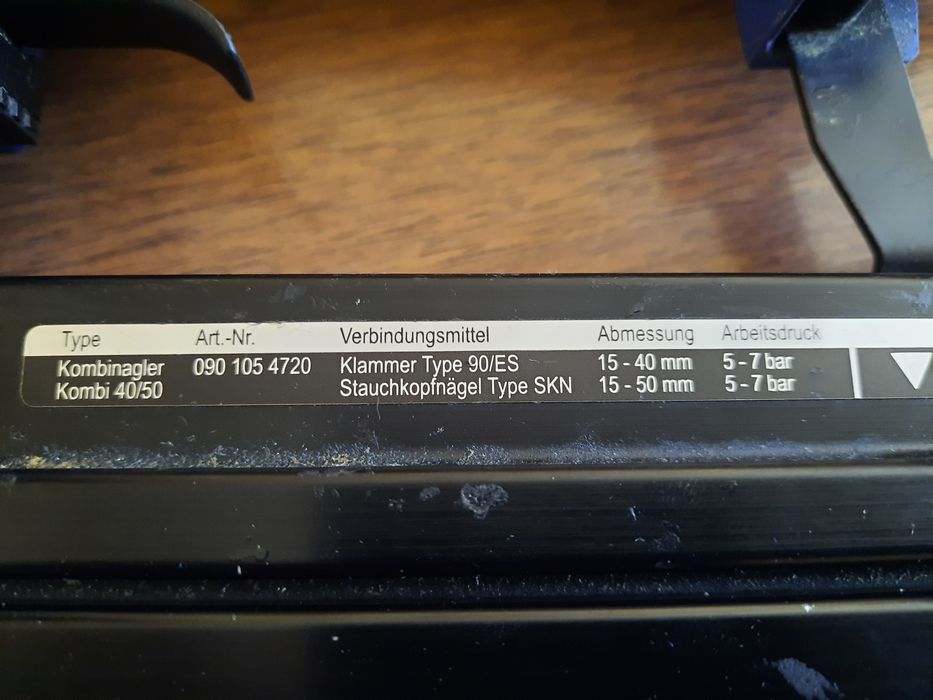 Type Art.-Nr. Verbindungsmittel Abmessung Arbeitsdruck
Kombinagler 090 105 4720 Klammer Type 90/ES 15 - 40 mm 5 - 7 bar
Kombi 40/50 Stauchkopfnägel Type SKN 15 - 50 mm 5 - 7 bar